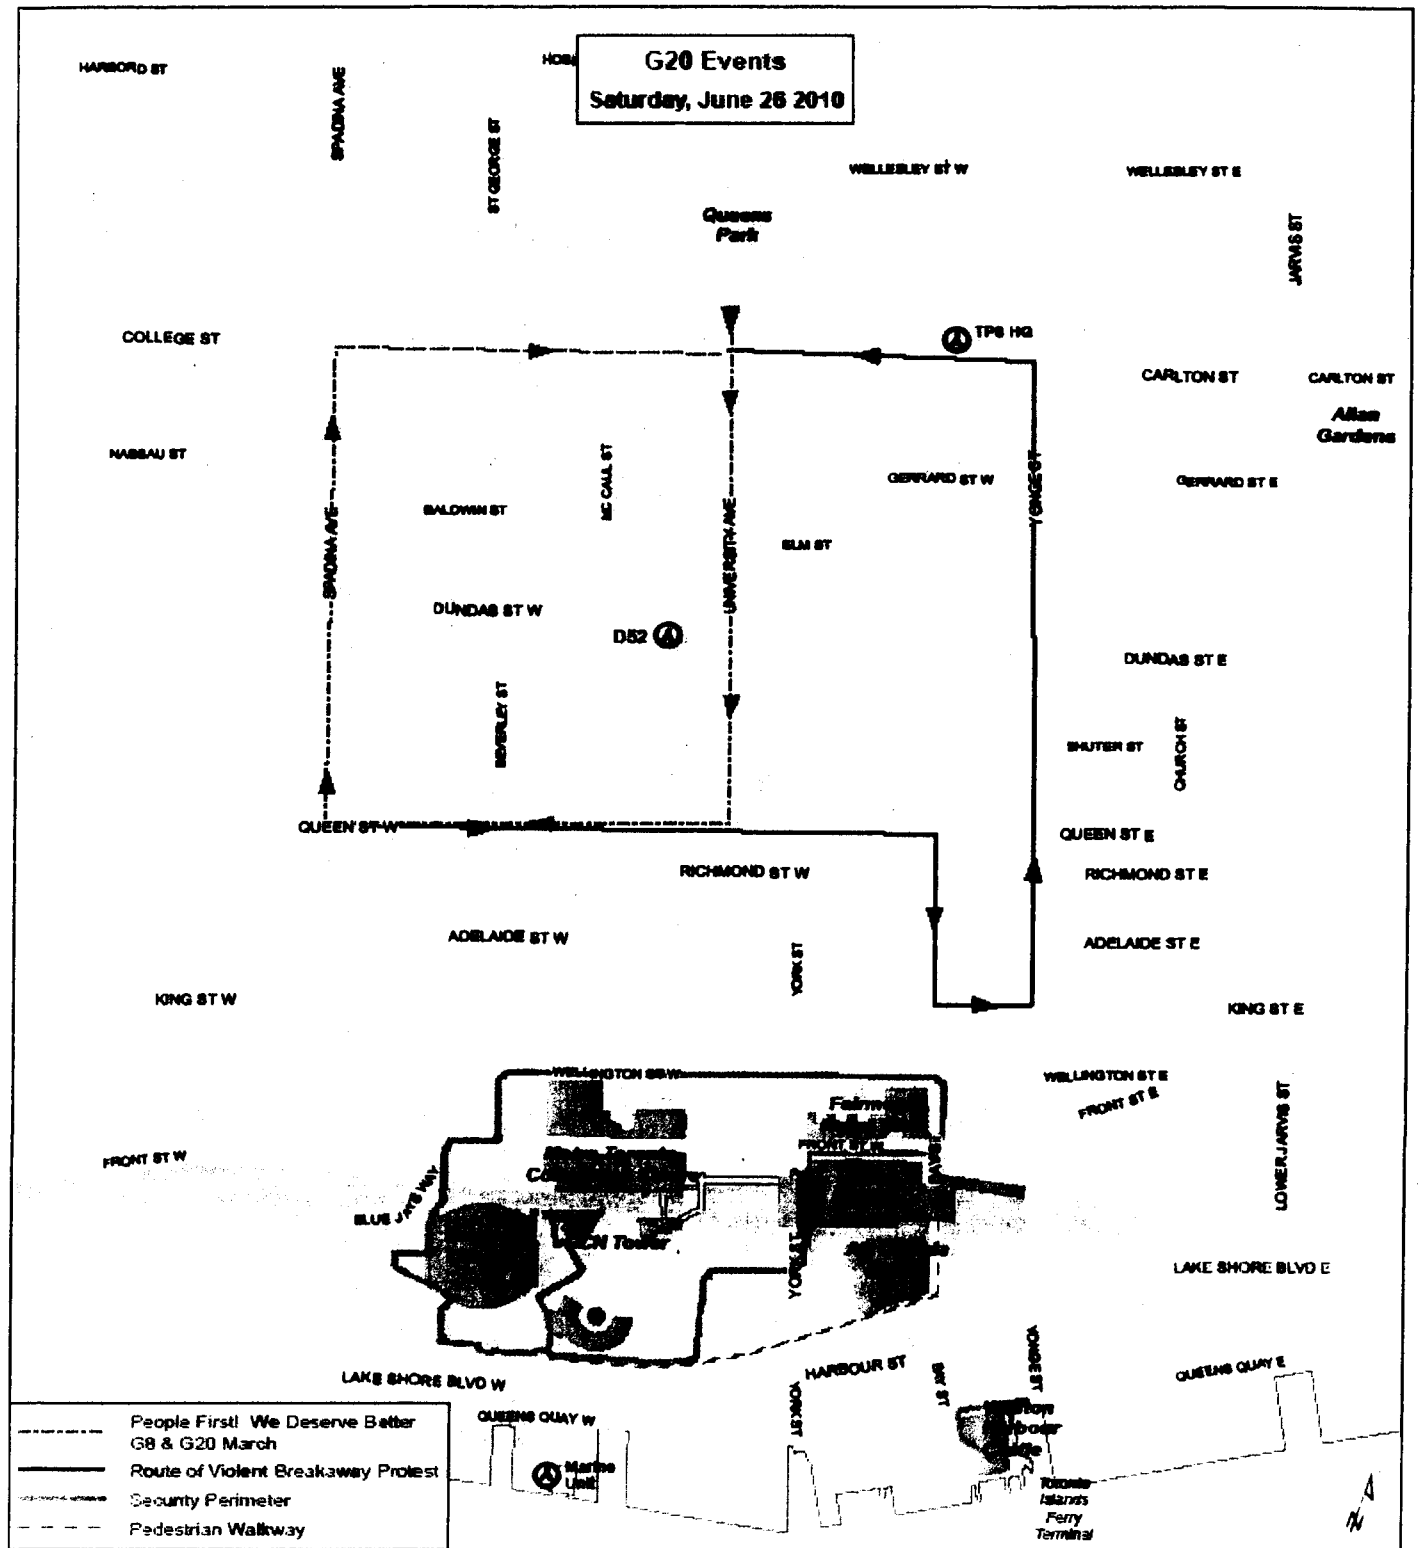 G20 Events
Saturday, June 26 2010
HARBORD ST
SPADINA AVE
ST GEORGE ST
WELLESLEY ST W
WELLESLEY ST E
Queens
Park
JARVIS ST
COLLEGE ST
TPS HQ
CARLTON ST
CARLTON ST
Allan
Gardens
NASSAU ST
MC CAUL ST
GERRARD ST W
YONGE ST
GERRARD ST E
BALDWIN ST
SPADINA AVE
UNIVERSITY AVE
ELM ST
DUNDAS ST W
D52
DUNDAS ST E
BEVERLEY ST
SHUTER ST
CHURCH ST
QUEEN ST W
QUEEN ST E
RICHMOND ST W
RICHMOND ST E
ADELAIDE ST W
ADELAIDE ST E
YORK ST
KING ST W
KING ST E
WELLINGTON ST W
WELLINGTON ST E
FRONT ST E
LOWER JARVIS ST
FRONT ST W
FRONT ST W
BLUE JAYS WAY
CN Tower
YORK ST
LAKE SHORE BLVD E
HARBOUR ST
BAY ST
YONGE ST
QUEENS QUAY E
LAKE SHORE BLVD W
QUEENS QUAY W
YORK ST
Marine
Unit
Toronto
Islands
Ferry
Terminal
People First! We Deserve Better
G8 & G20 March
Route of Violent Breakaway Protest
Security Perimeter
Pedestrian Walkway
N